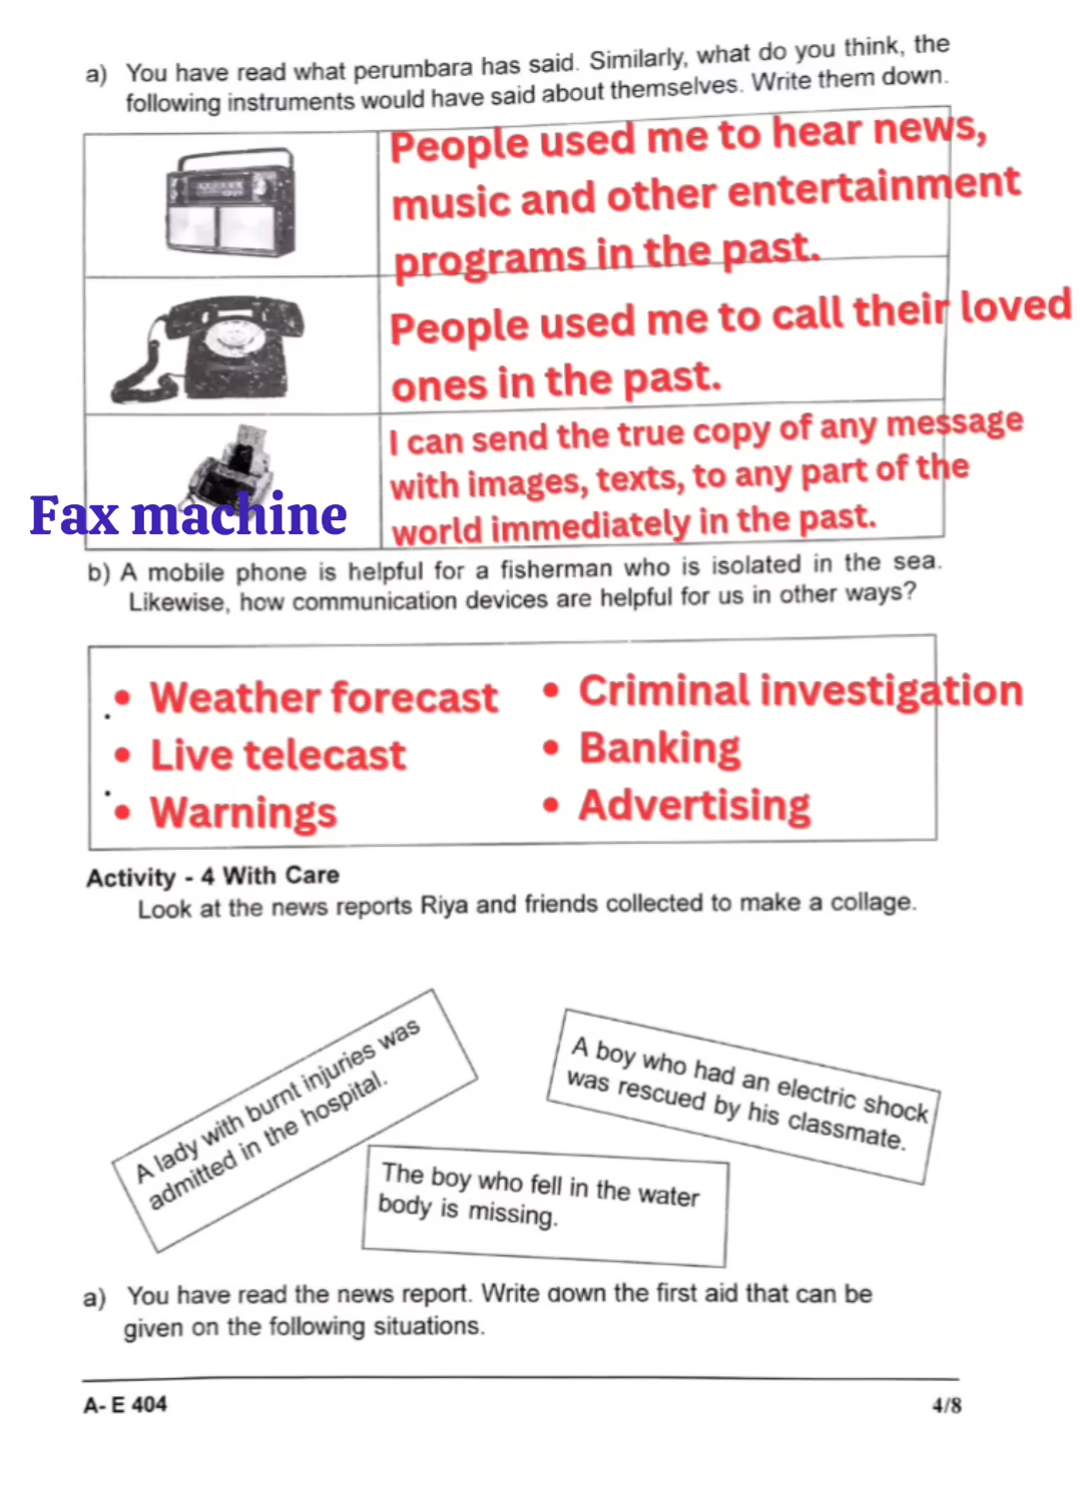 a) You have read what perumbara has said. Similarly, what do you think, the
following instruments would have said about themselves. Write them down.
People used me to hear news,
music and other entertainment
programs in the past.
People used me to call their loved
ones in the past.
Fax machine
I can send the true copy of any message
with images, texts, to any part of the
world immediately in the past.
b) A mobile phone is helpful for a fisherman who is isolated in the sea.
Likewise, how communication devices are helpful for us in other ways?
• Weather forecast
• Live telecast
• Warnings
• Criminal investigation
• Banking
• Advertising
Activity - 4 With Care
Look at the news reports Riya and friends collected to make a collage.
A lady with burnt injuries was
admitted in the hospital.
A boy who had an electric shock
was rescued by his classmate.
The boy who fell in the water
body is missing.
a) You have read the news report. Write down the first aid that can be
given on the following situations.
A- E 404
4/8